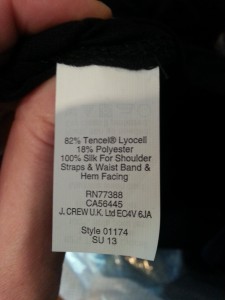 82% Tencel® Lyocell
18% Polyester
100% Silk For Shoulder
Straps & Waist Band &
Hem Facing
RN77388
CA56445
J. CREW U.K. Ltd EC4V 6JA
Style 01174
SU 13